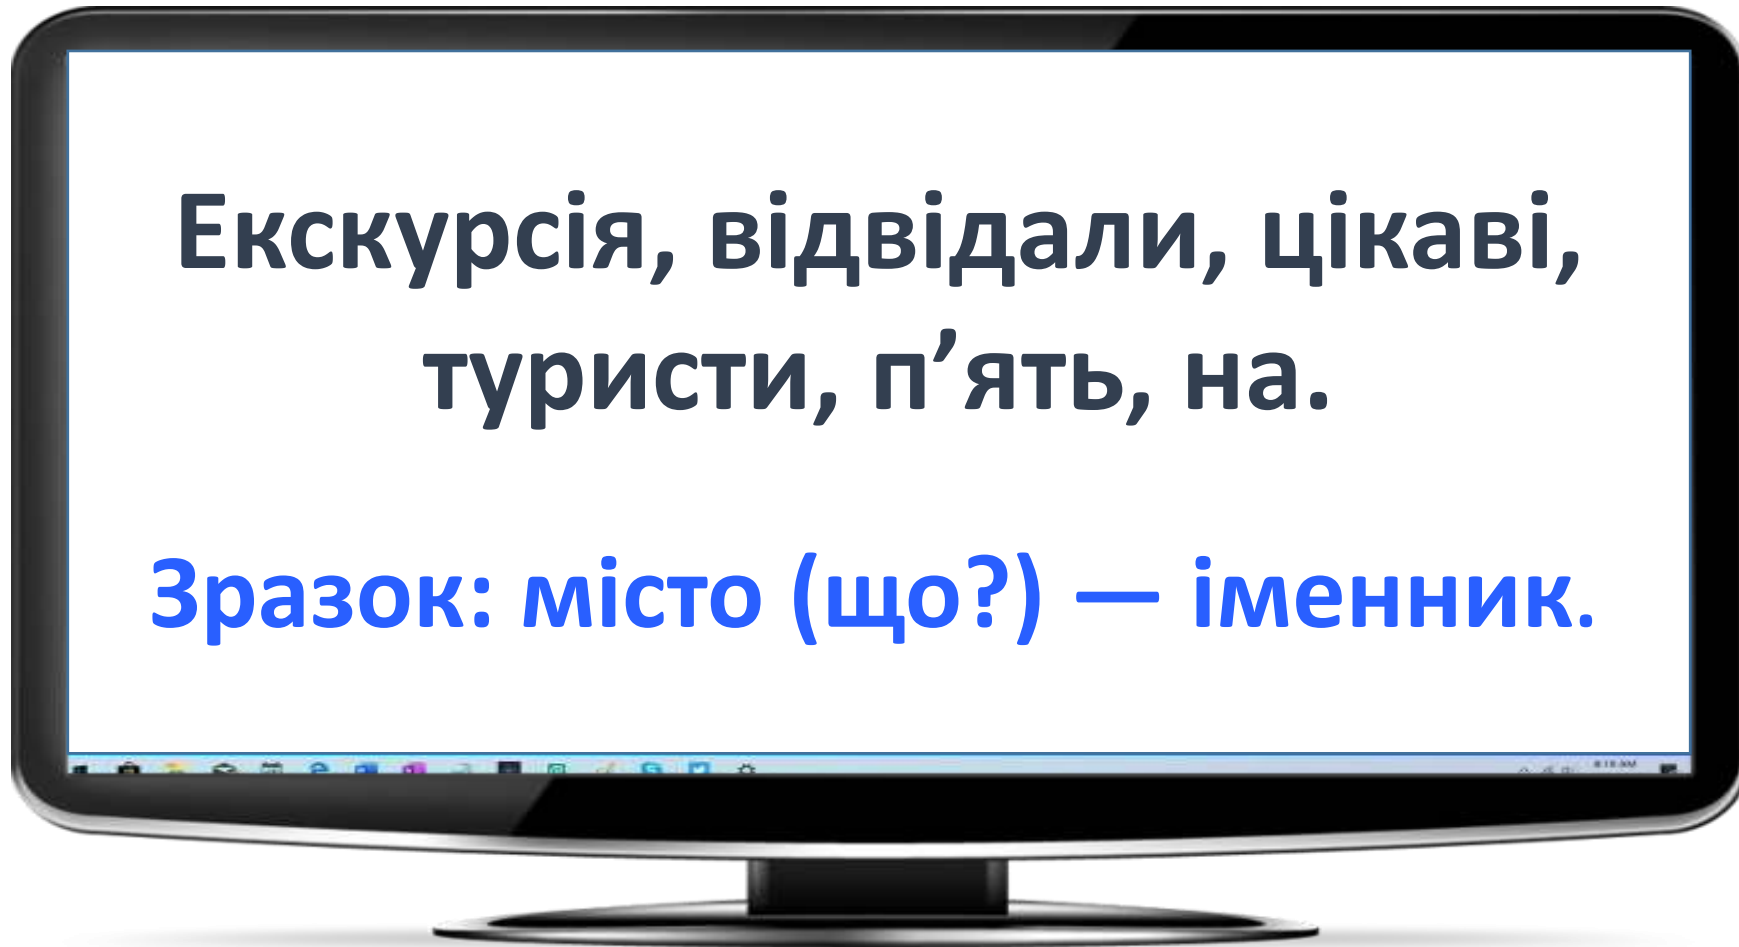 Екскурсія, відвідали, цікаві,
туристи, п’ять, на.
Зразок: місто (що?) — іменник.